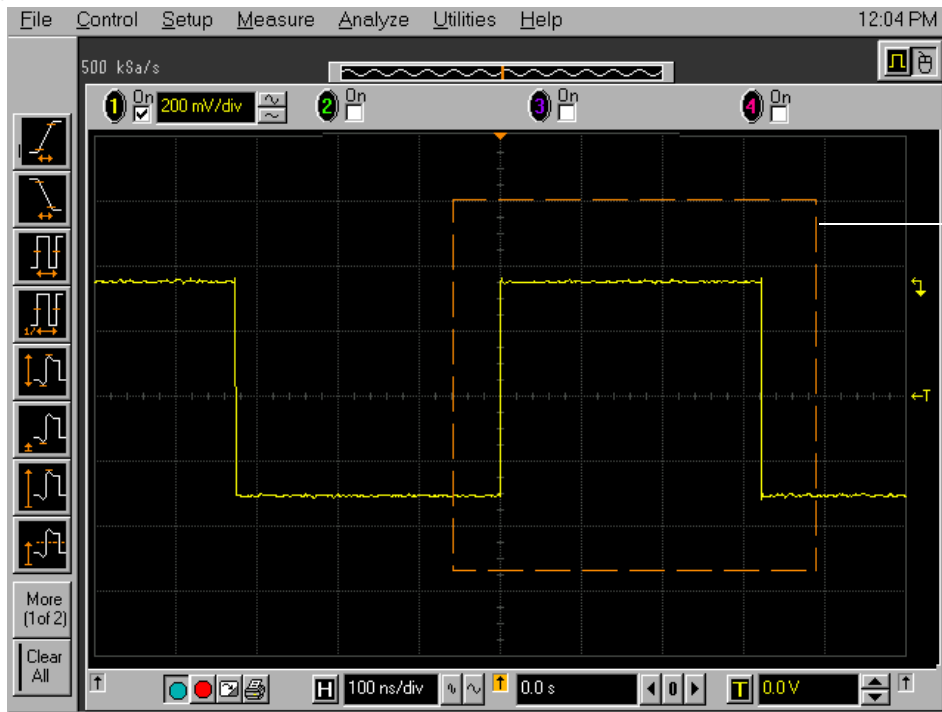 File Control Setup Measure Analyze Utilities Help 12:04 PM
500 kSa/s
1 On 200 mV/div 2 On 3 On 4 On
←T
1/
More
(1of 2)
Clear
All
H 100 ns/div 0.0 s 0 T 0.0 V